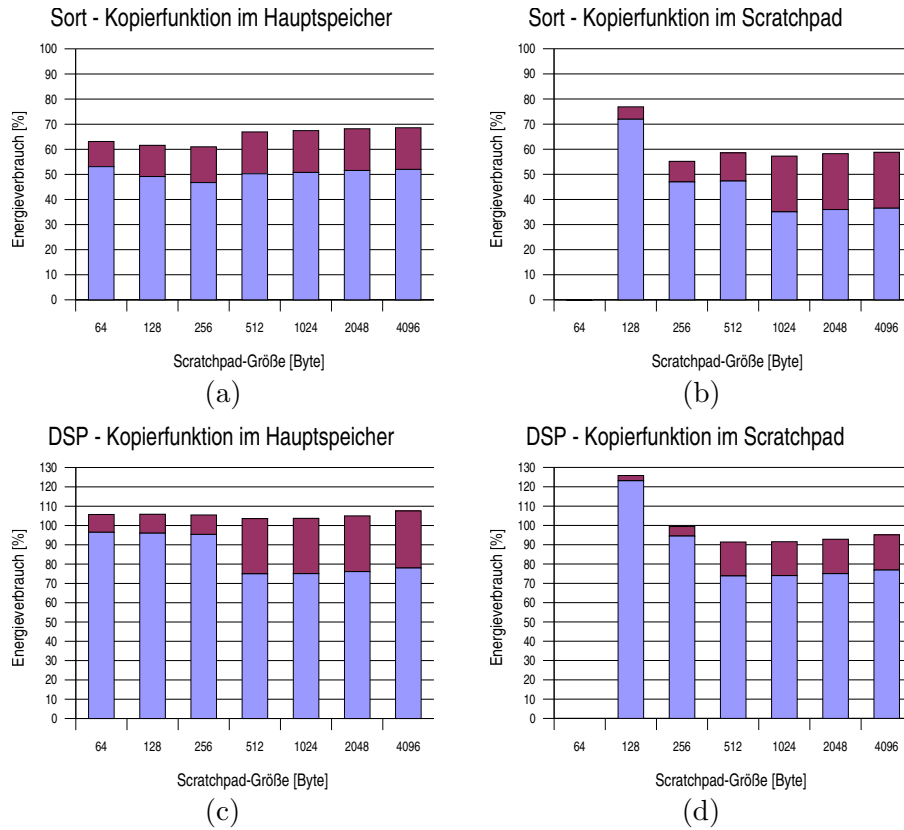 Sort - Kopierfunktion im Hauptspeicher
100
90
80
70
60
50
40
30
20
10
0
Energieverbrauch [%]
64 128 256 512 1024 2048 4096
Scratchpad-Größe [Byte]
(a)
Sort - Kopierfunktion im Scratchpad
100
90
80
70
60
50
40
30
20
10
0
Energieverbrauch [%]
64 128 256 512 1024 2048 4096
Scratchpad-Größe [Byte]
(b)
DSP - Kopierfunktion im Hauptspeicher
130
120
110
100
90
80
70
60
50
40
30
20
10
0
Energieverbrauch [%]
64 128 256 512 1024 2048 4096
Scratchpad-Größe [Byte]
(c)
DSP - Kopierfunktion im Scratchpad
130
120
110
100
90
80
70
60
50
40
30
20
10
0
Energieverbrauch [%]
64 128 256 512 1024 2048 4096
Scratchpad-Größe [Byte]
(d)